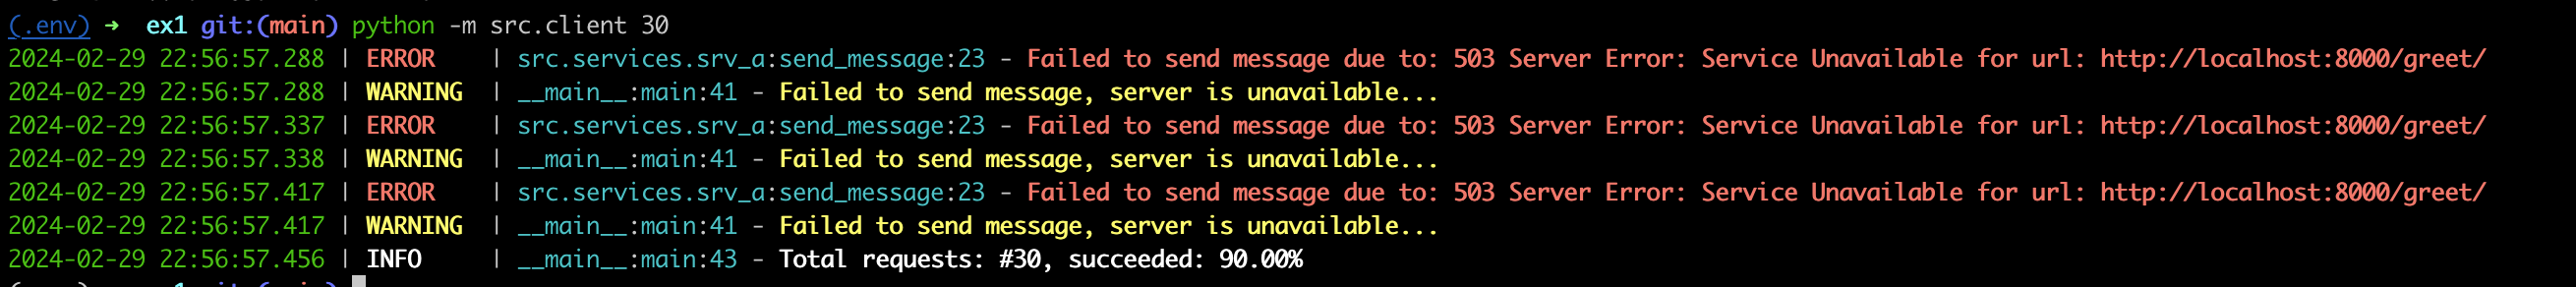 (.env) ➜ ex1 git:(main) python -m src.client 30
2024-02-29 22:56:57.288 | ERROR | src.services.srv_a:send_message:23 - Failed to send message due to: 503 Server Error: Service Unavailable for url: http://localhost:8000/greet/
2024-02-29 22:56:57.288 | WARNING | __main__:main:41 - Failed to send message, server is unavailable...
2024-02-29 22:56:57.337 | ERROR | src.services.srv_a:send_message:23 - Failed to send message due to: 503 Server Error: Service Unavailable for url: http://localhost:8000/greet/
2024-02-29 22:56:57.338 | WARNING | __main__:main:41 - Failed to send message, server is unavailable...
2024-02-29 22:56:57.417 | ERROR | src.services.srv_a:send_message:23 - Failed to send message due to: 503 Server Error: Service Unavailable for url: http://localhost:8000/greet/
2024-02-29 22:56:57.417 | WARNING | __main__:main:41 - Failed to send message, server is unavailable...
2024-02-29 22:56:57.456 | INFO | __main__:main:43 - Total requests: #30, succeeded: 90.00%